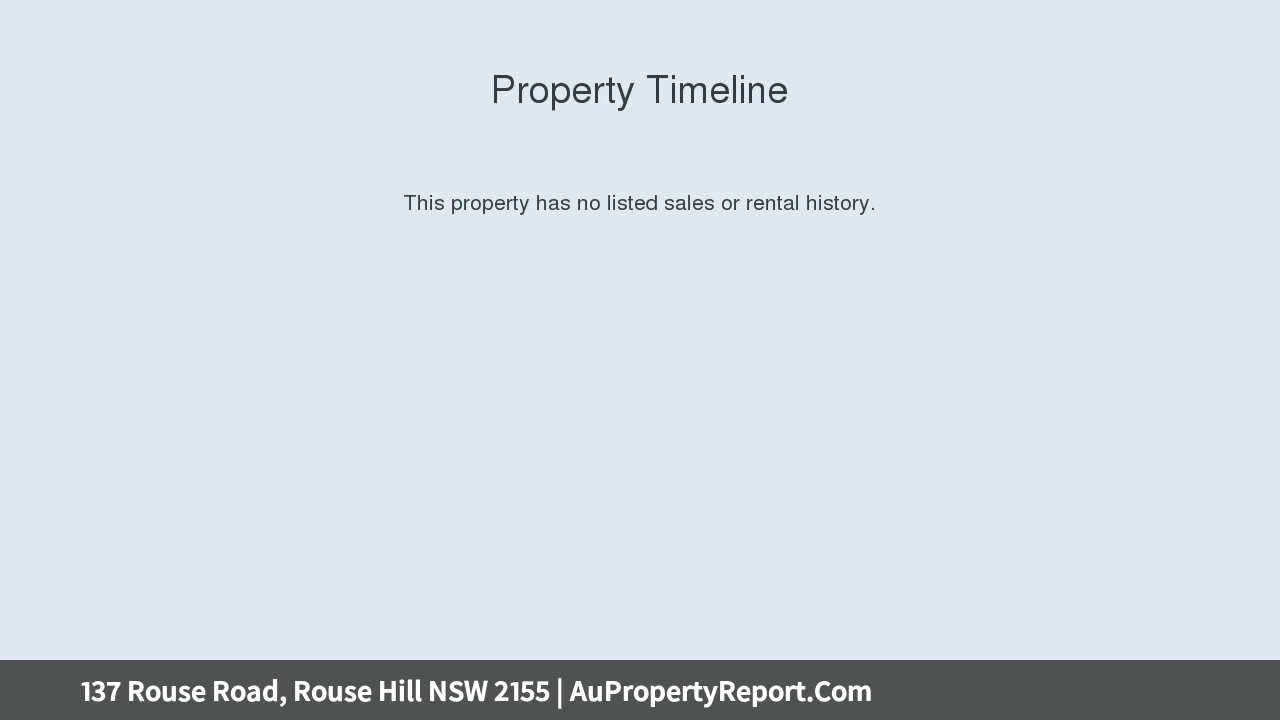 Property Timeline
This property has no listed sales or rental history.
137 Rouse Road, Rouse Hill NSW 2155 | AuPropertyReport.Com